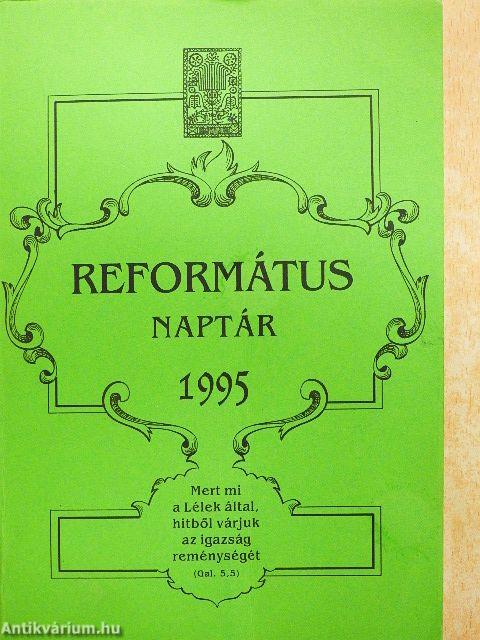 REFORMÁTUS
NAPTÁR
1995
Mert mi
a Lélek által,
hitből várjuk
az igazság
reménységét
(Gal. 5,5)
Antikvárium.hu